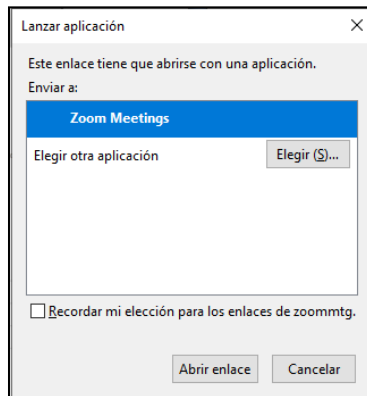 Lanzar aplicación
Este enlace tiene que abrirse con una aplicación.
Enviar a:
Zoom Meetings
Elegir otra aplicación Elegir (S)...
Recordar mi elección para los enlaces de zoommtg.
Abrir enlace Cancelar